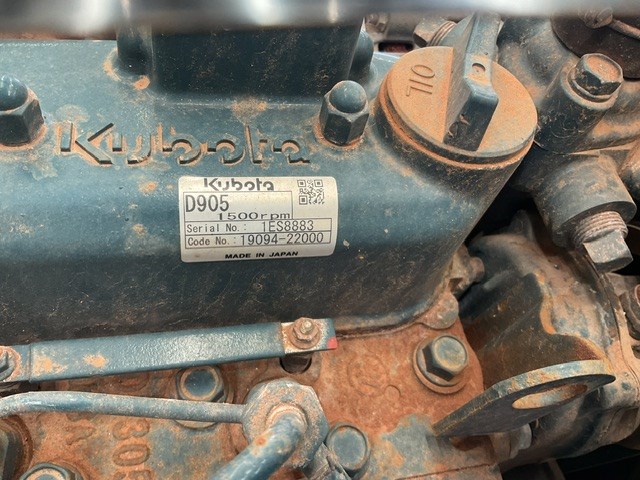 OIL
Kubota
Kubota
D905
1500rpm
Serial No.: 1ES8883
Code No.: 19094-22000
MADE IN JAPAN